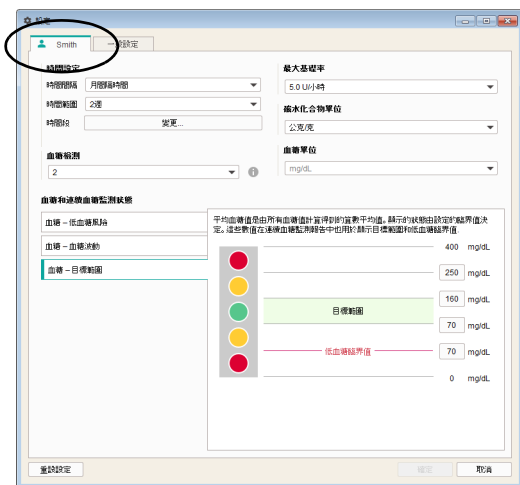 設定
Smith
一般設定
時間設定
時間間隔 月間隔時間
時間範圍 2週
時間段 變更...
血糖檢測
2
最大基礎率
5.0 U/小時
碳水化合物單位
公克/克
血糖單位
mg/dL
血糖和連續血糖監測狀態
血糖 – 低血糖風險
血糖 – 血糖波動
血糖 – 目標範圍
平均血糖值是由所有血糖值計算得到的算數平均值。顯示的狀態由設定的臨界值決
定。這些數值在連續血糖監測報告中也用於顯示目標範圍和低血糖臨界值.
400 mg/dL
250 mg/dL
160 mg/dL
目標範圍
70 mg/dL
低血糖臨界值
70 mg/dL
0 mg/dL
重設設定
確定
取消